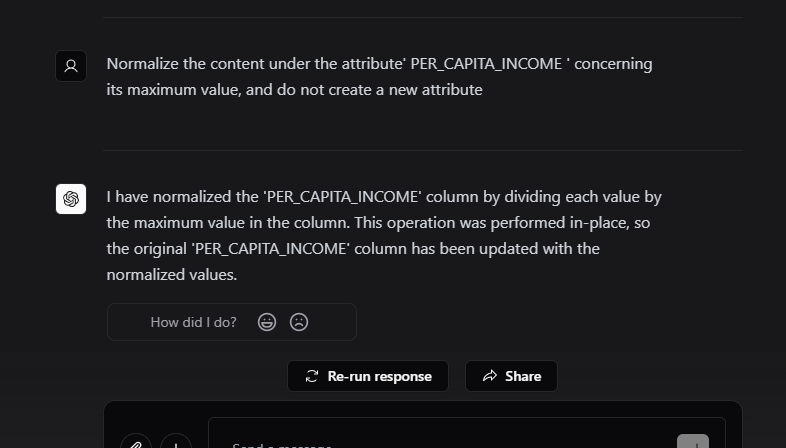 Normalize the content under the attribute' PER_CAPITA_INCOME ' concerning
its maximum value, and do not create a new attribute
I have normalized the 'PER_CAPITA_INCOME' column by dividing each value by
the maximum value in the column. This operation was performed in-place, so
the original 'PER_CAPITA_INCOME' column has been updated with the
normalized values.
How did I do?
Re-run response
Share
Send a message